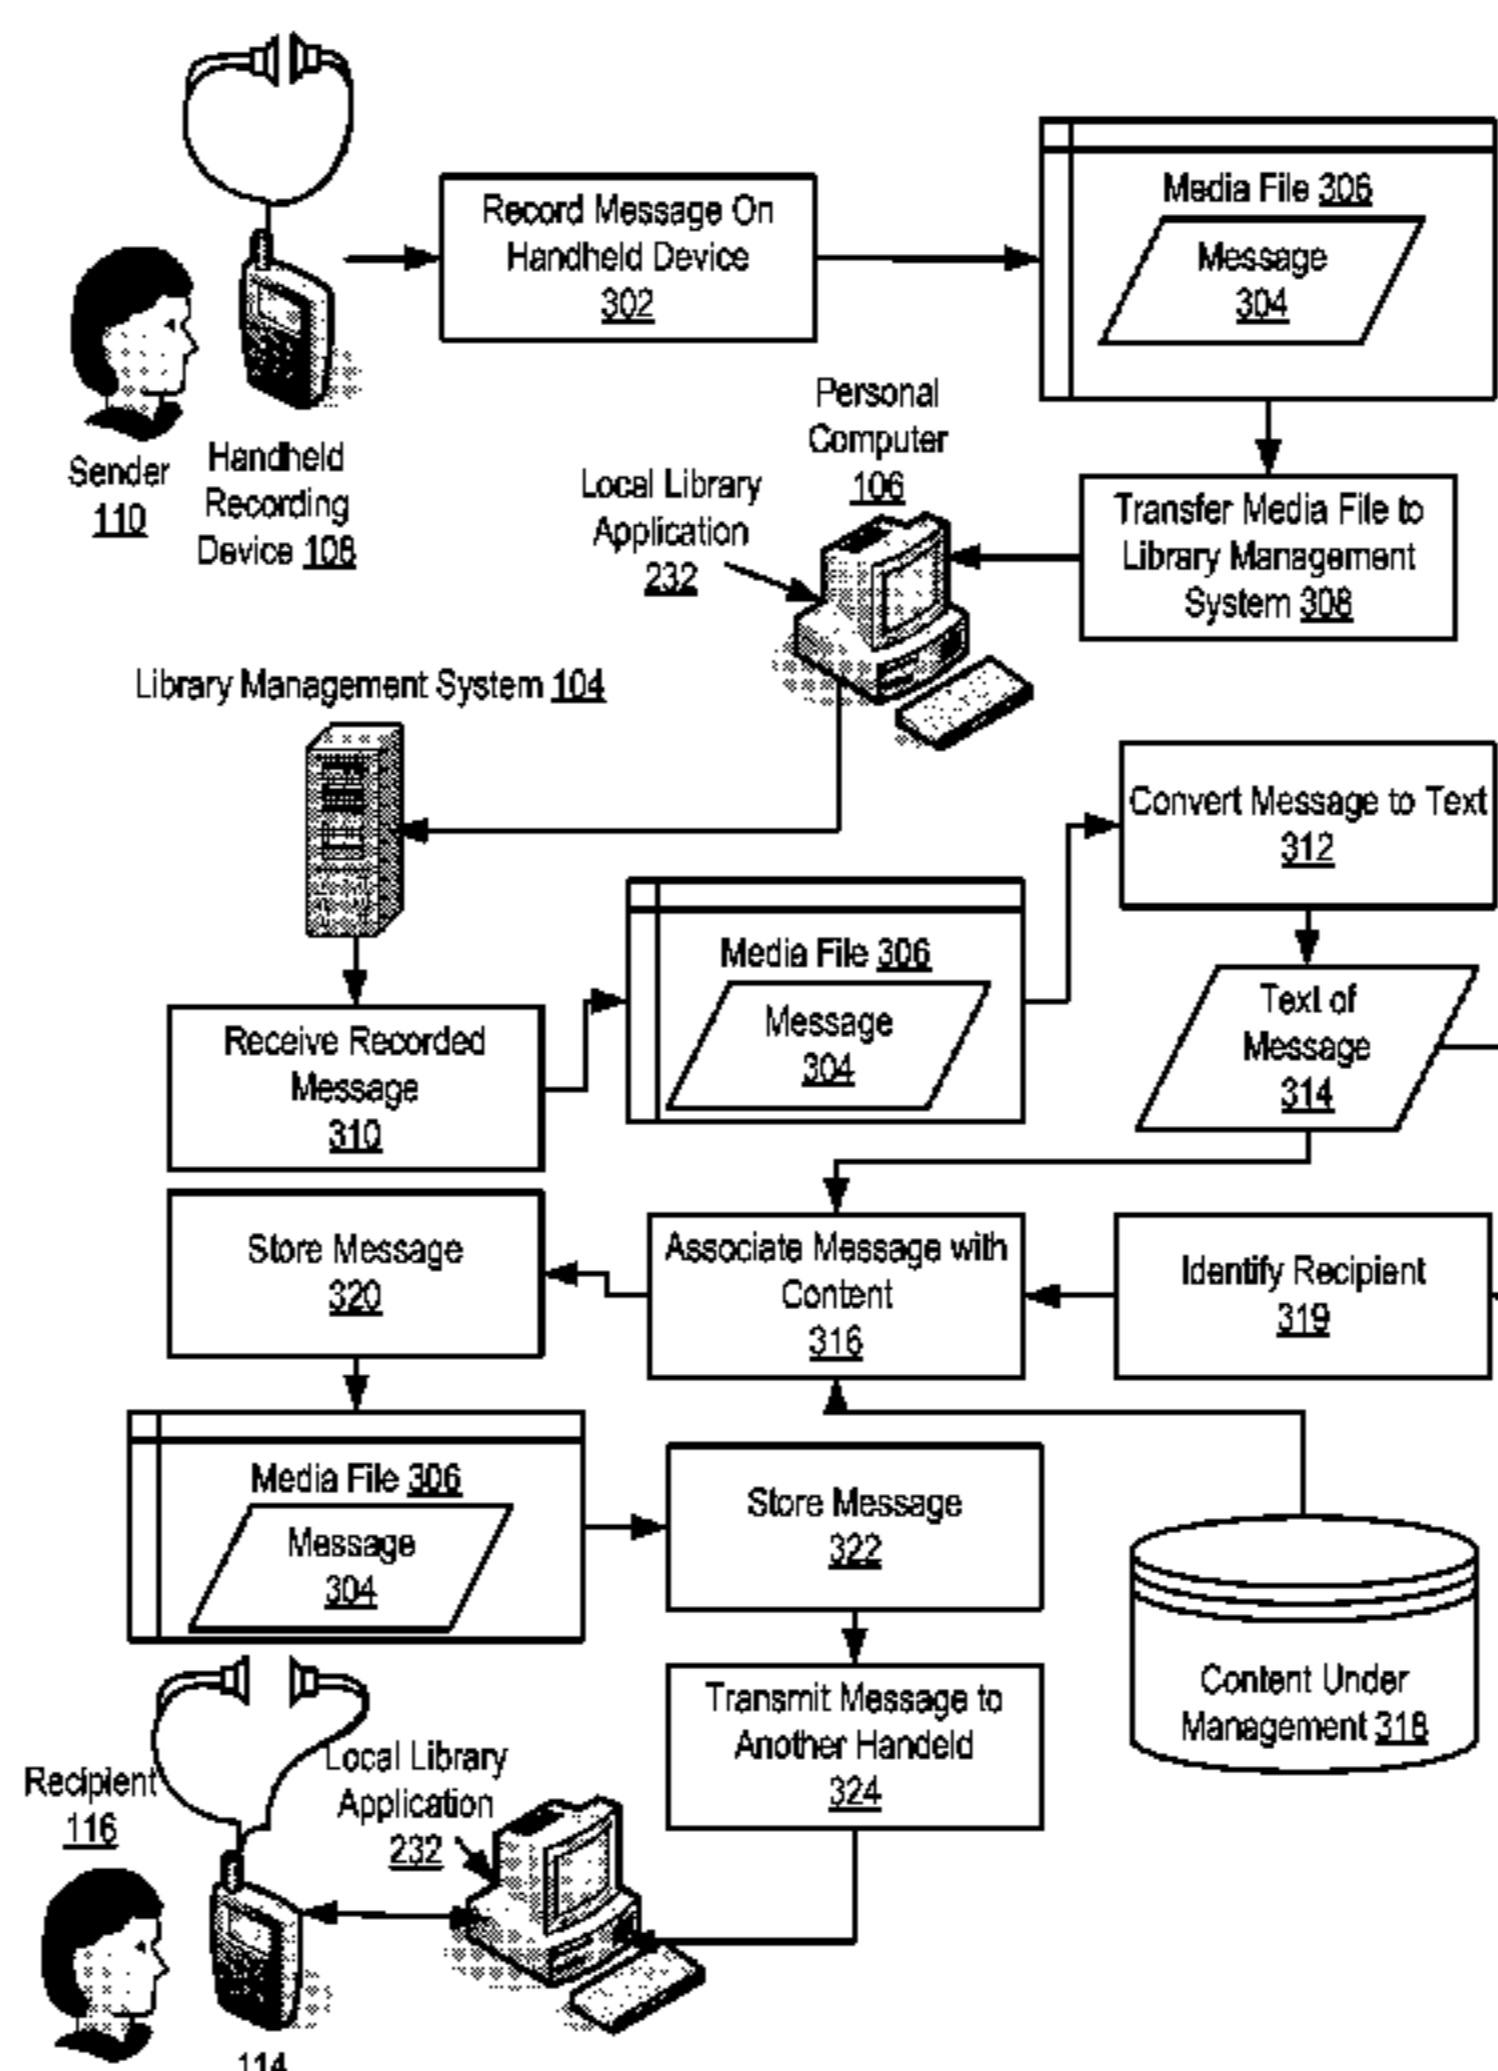 Record Message On
Handheld Device
302
Media File 306
Message
304
Sender
110
Handheld
Recording
Device 108
Personal
Computer
106
Local Library
Application
232
Transfer Media File to
Library Management
System 308
Library Management System 104
Convert Message to Text
312
Media File 306
Message
304
Receive Recorded
Message
310
Text of
Message
314
Store Message
320
Associate Message with
Content
316
Identify Recipient
319
Media File 306
Message
304
Store Message
322
Content Under
Management 318
Transmit Message to
Another Handeld
324
Recipient
116
Local Library
Application
232
114